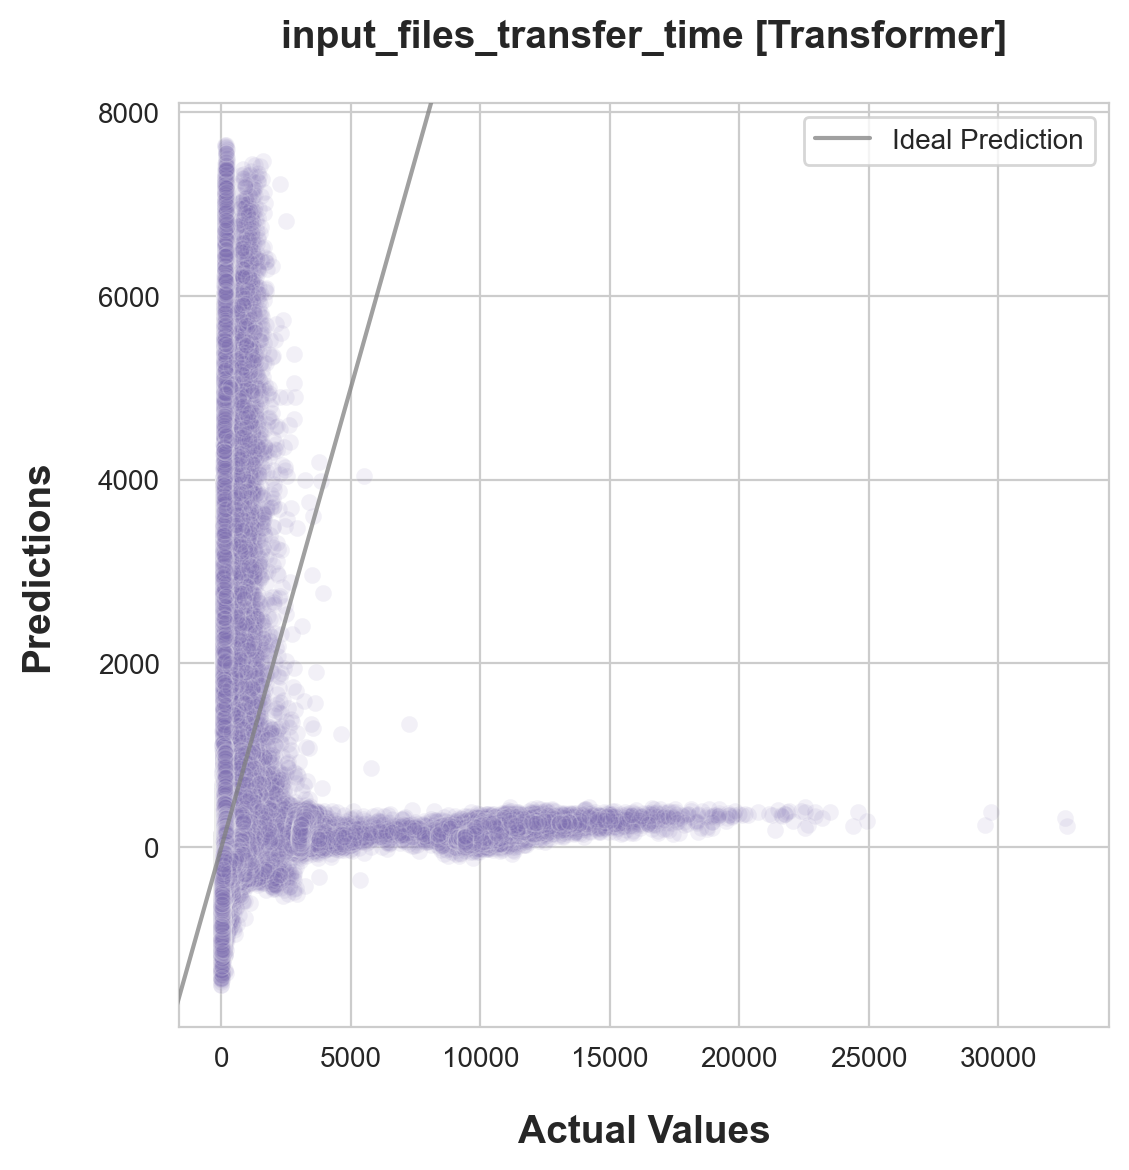 input_files_transfer_time [Transformer]
Ideal Prediction
8000
6000
4000
2000
0
Predictions
0 5000 10000 15000 20000 25000 30000
Actual Values